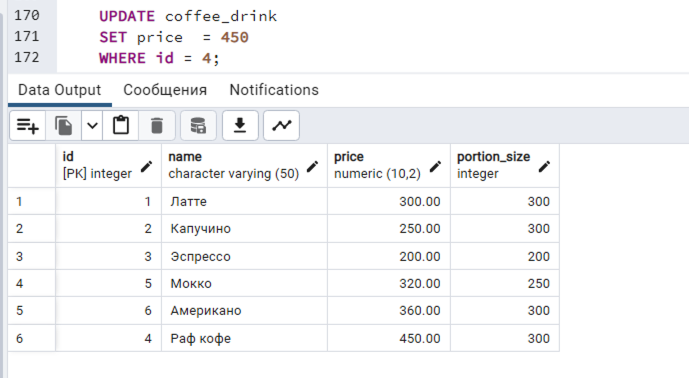 170 UPDATE coffee_drink
171 SET price = 450
172 WHERE id = 4;
Data Output Сообщения Notifications
id name price portion_size
[PK] integer character varying (50) numeric (10,2) integer
1 1 Латте 300.00 300
2 2 Капучино 250.00 300
3 3 Эспрессо 200.00 200
4 5 Мокко 320.00 250
5 6 Американо 360.00 300
6 4 Раф кофе 450.00 300